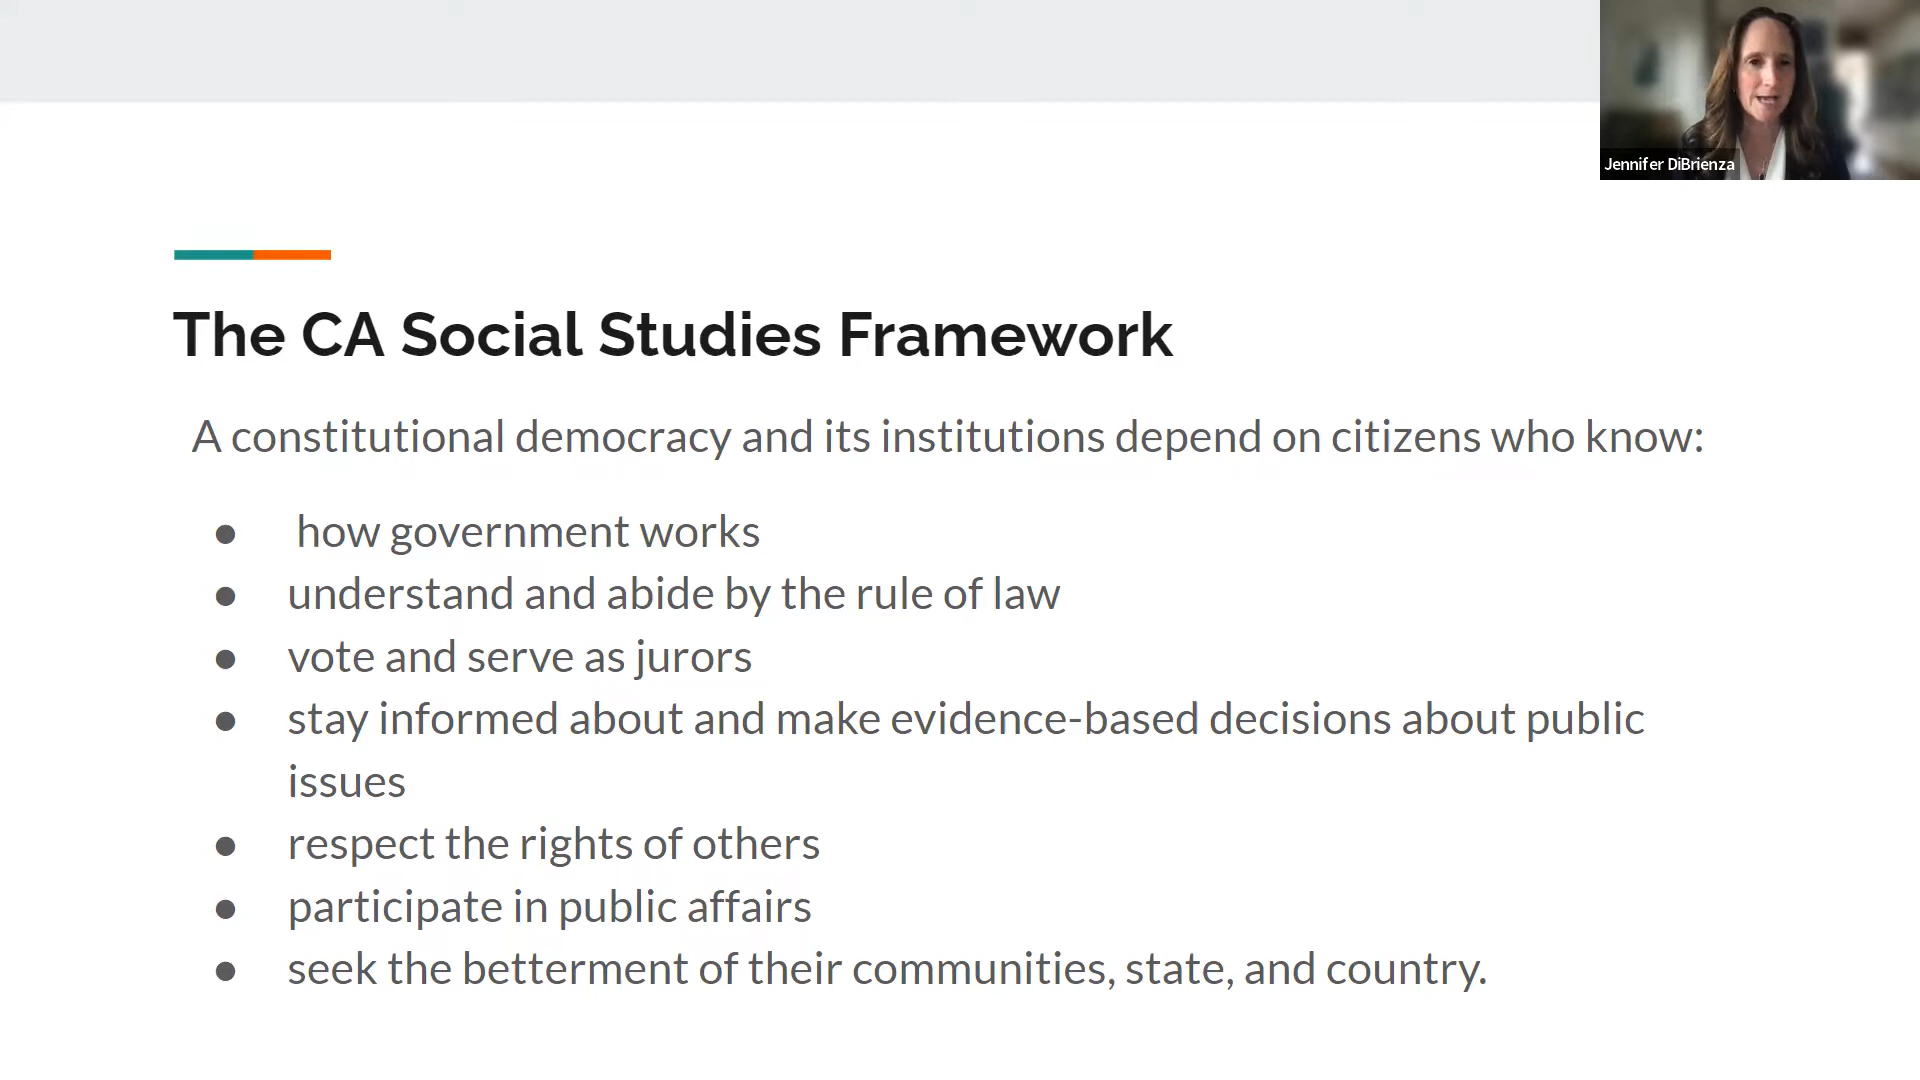 Jennifer DiBrienza
The CA Social Studies Framework
A constitutional democracy and its institutions depend on citizens who know:
● how government works
● understand and abide by the rule of law
● vote and serve as jurors
● stay informed about and make evidence-based decisions about public
issues
● respect the rights of others
● participate in public affairs
● seek the betterment of their communities, state, and country.